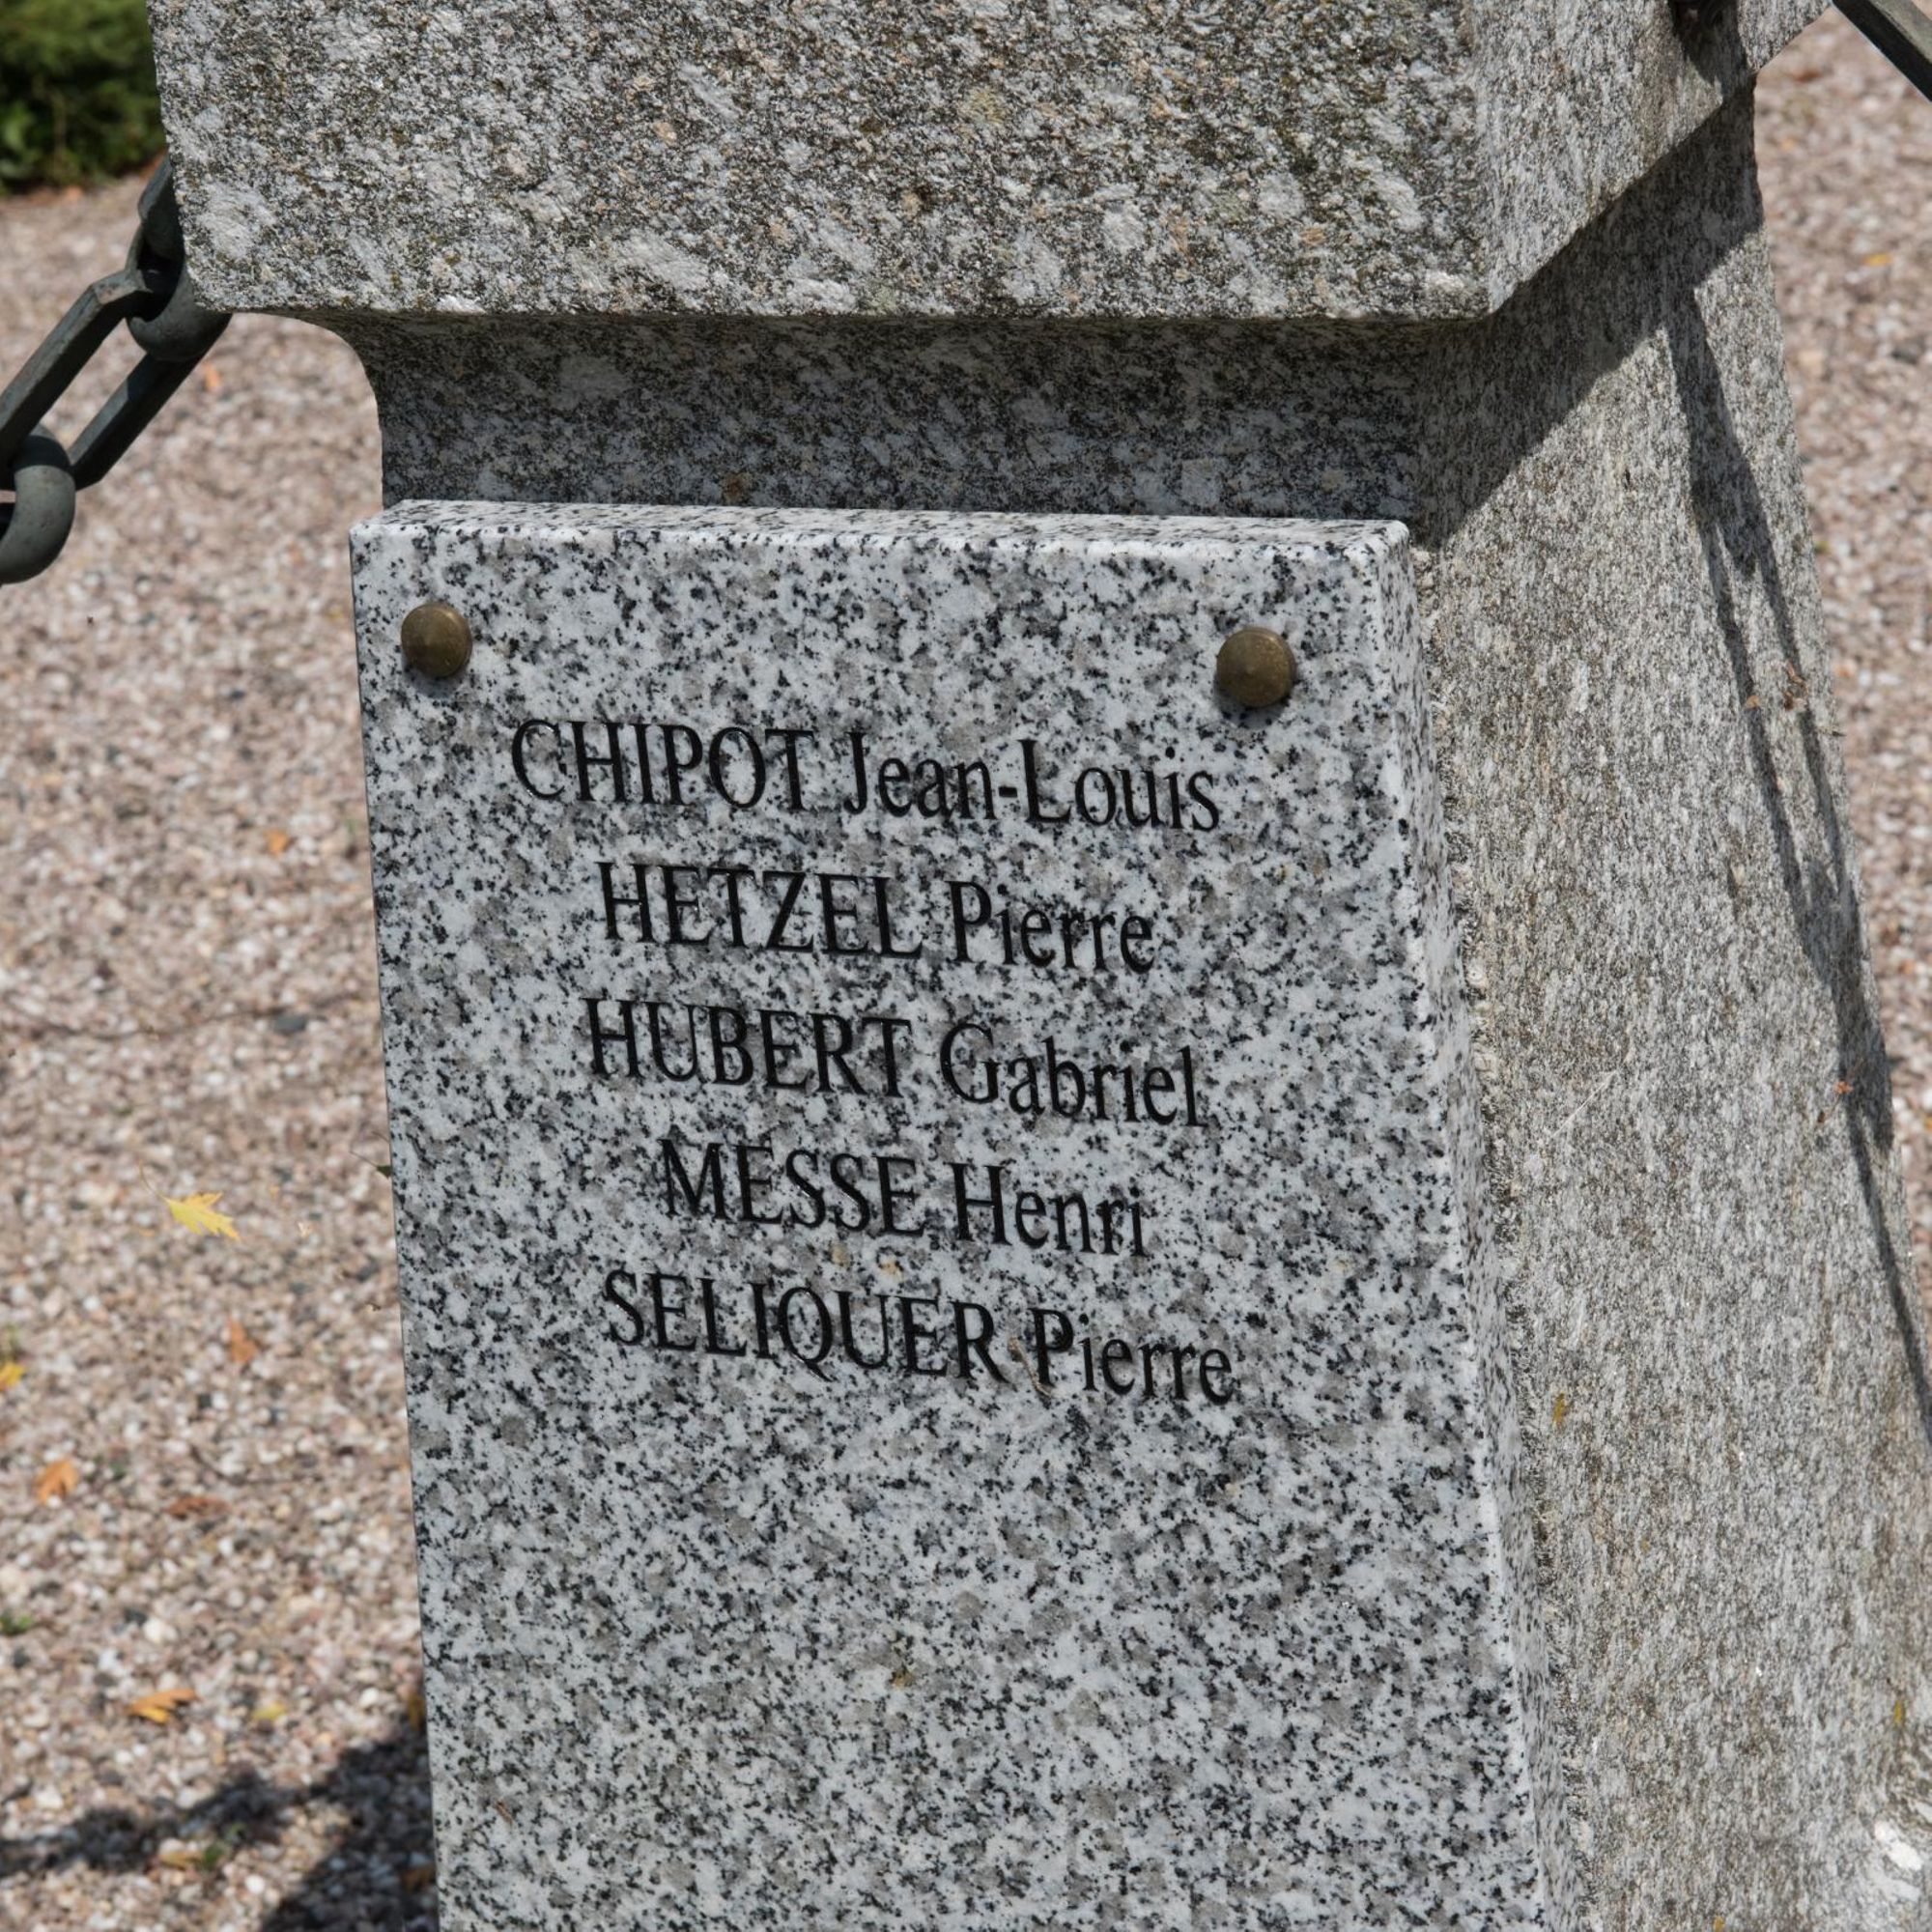 CHIPOT Jean-Louis
HETZEL Pierre
HUBERT Gabriel
MESSE Henri
SELIQUER Pierre